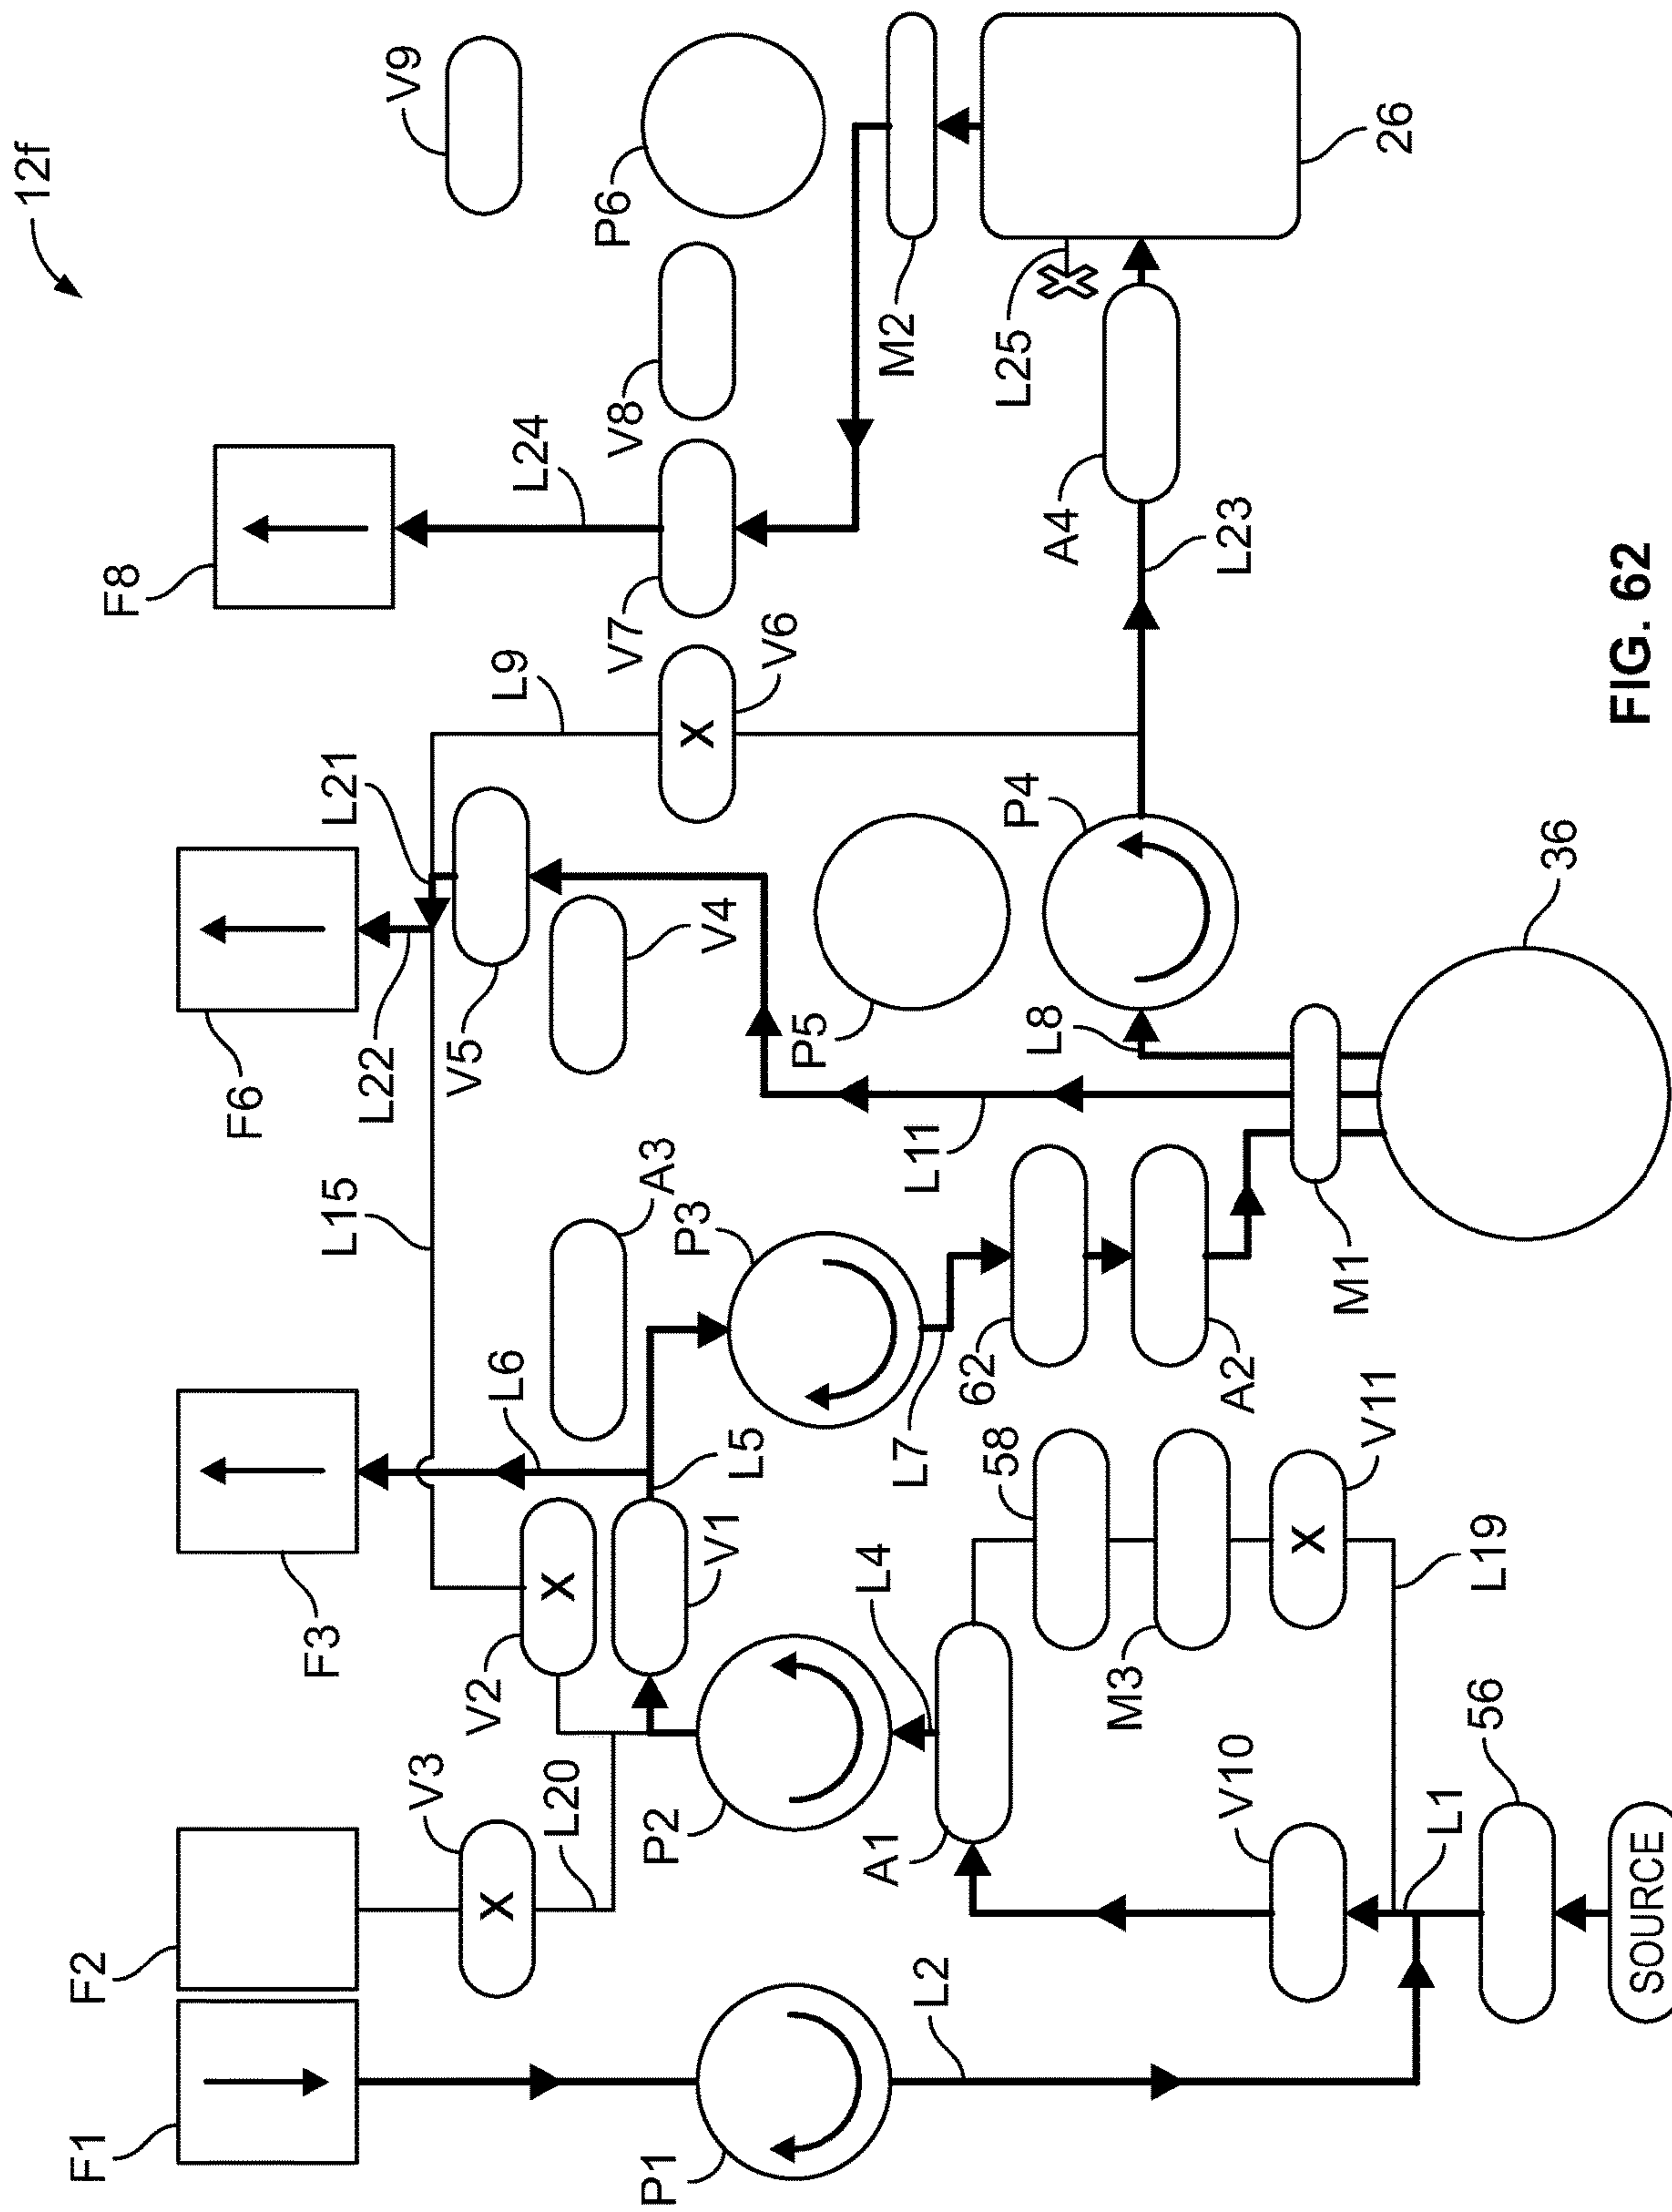 12f
F8
F6
F3
F2
F1
V9
L24
L9
L21
L22
L15
L6
V3
L20
V2
X
X
V5
V4
A3
V8
V7
X
V6
P6
V1
L5
P3
P2
P1
M2
P5
P4
L25
A4
L23
L8
L11
L7
62
A2
58
L4
A1
M3
X
V11
V10
L2
26
36
M1
L19
L1
56
SOURCE
FIG. 62